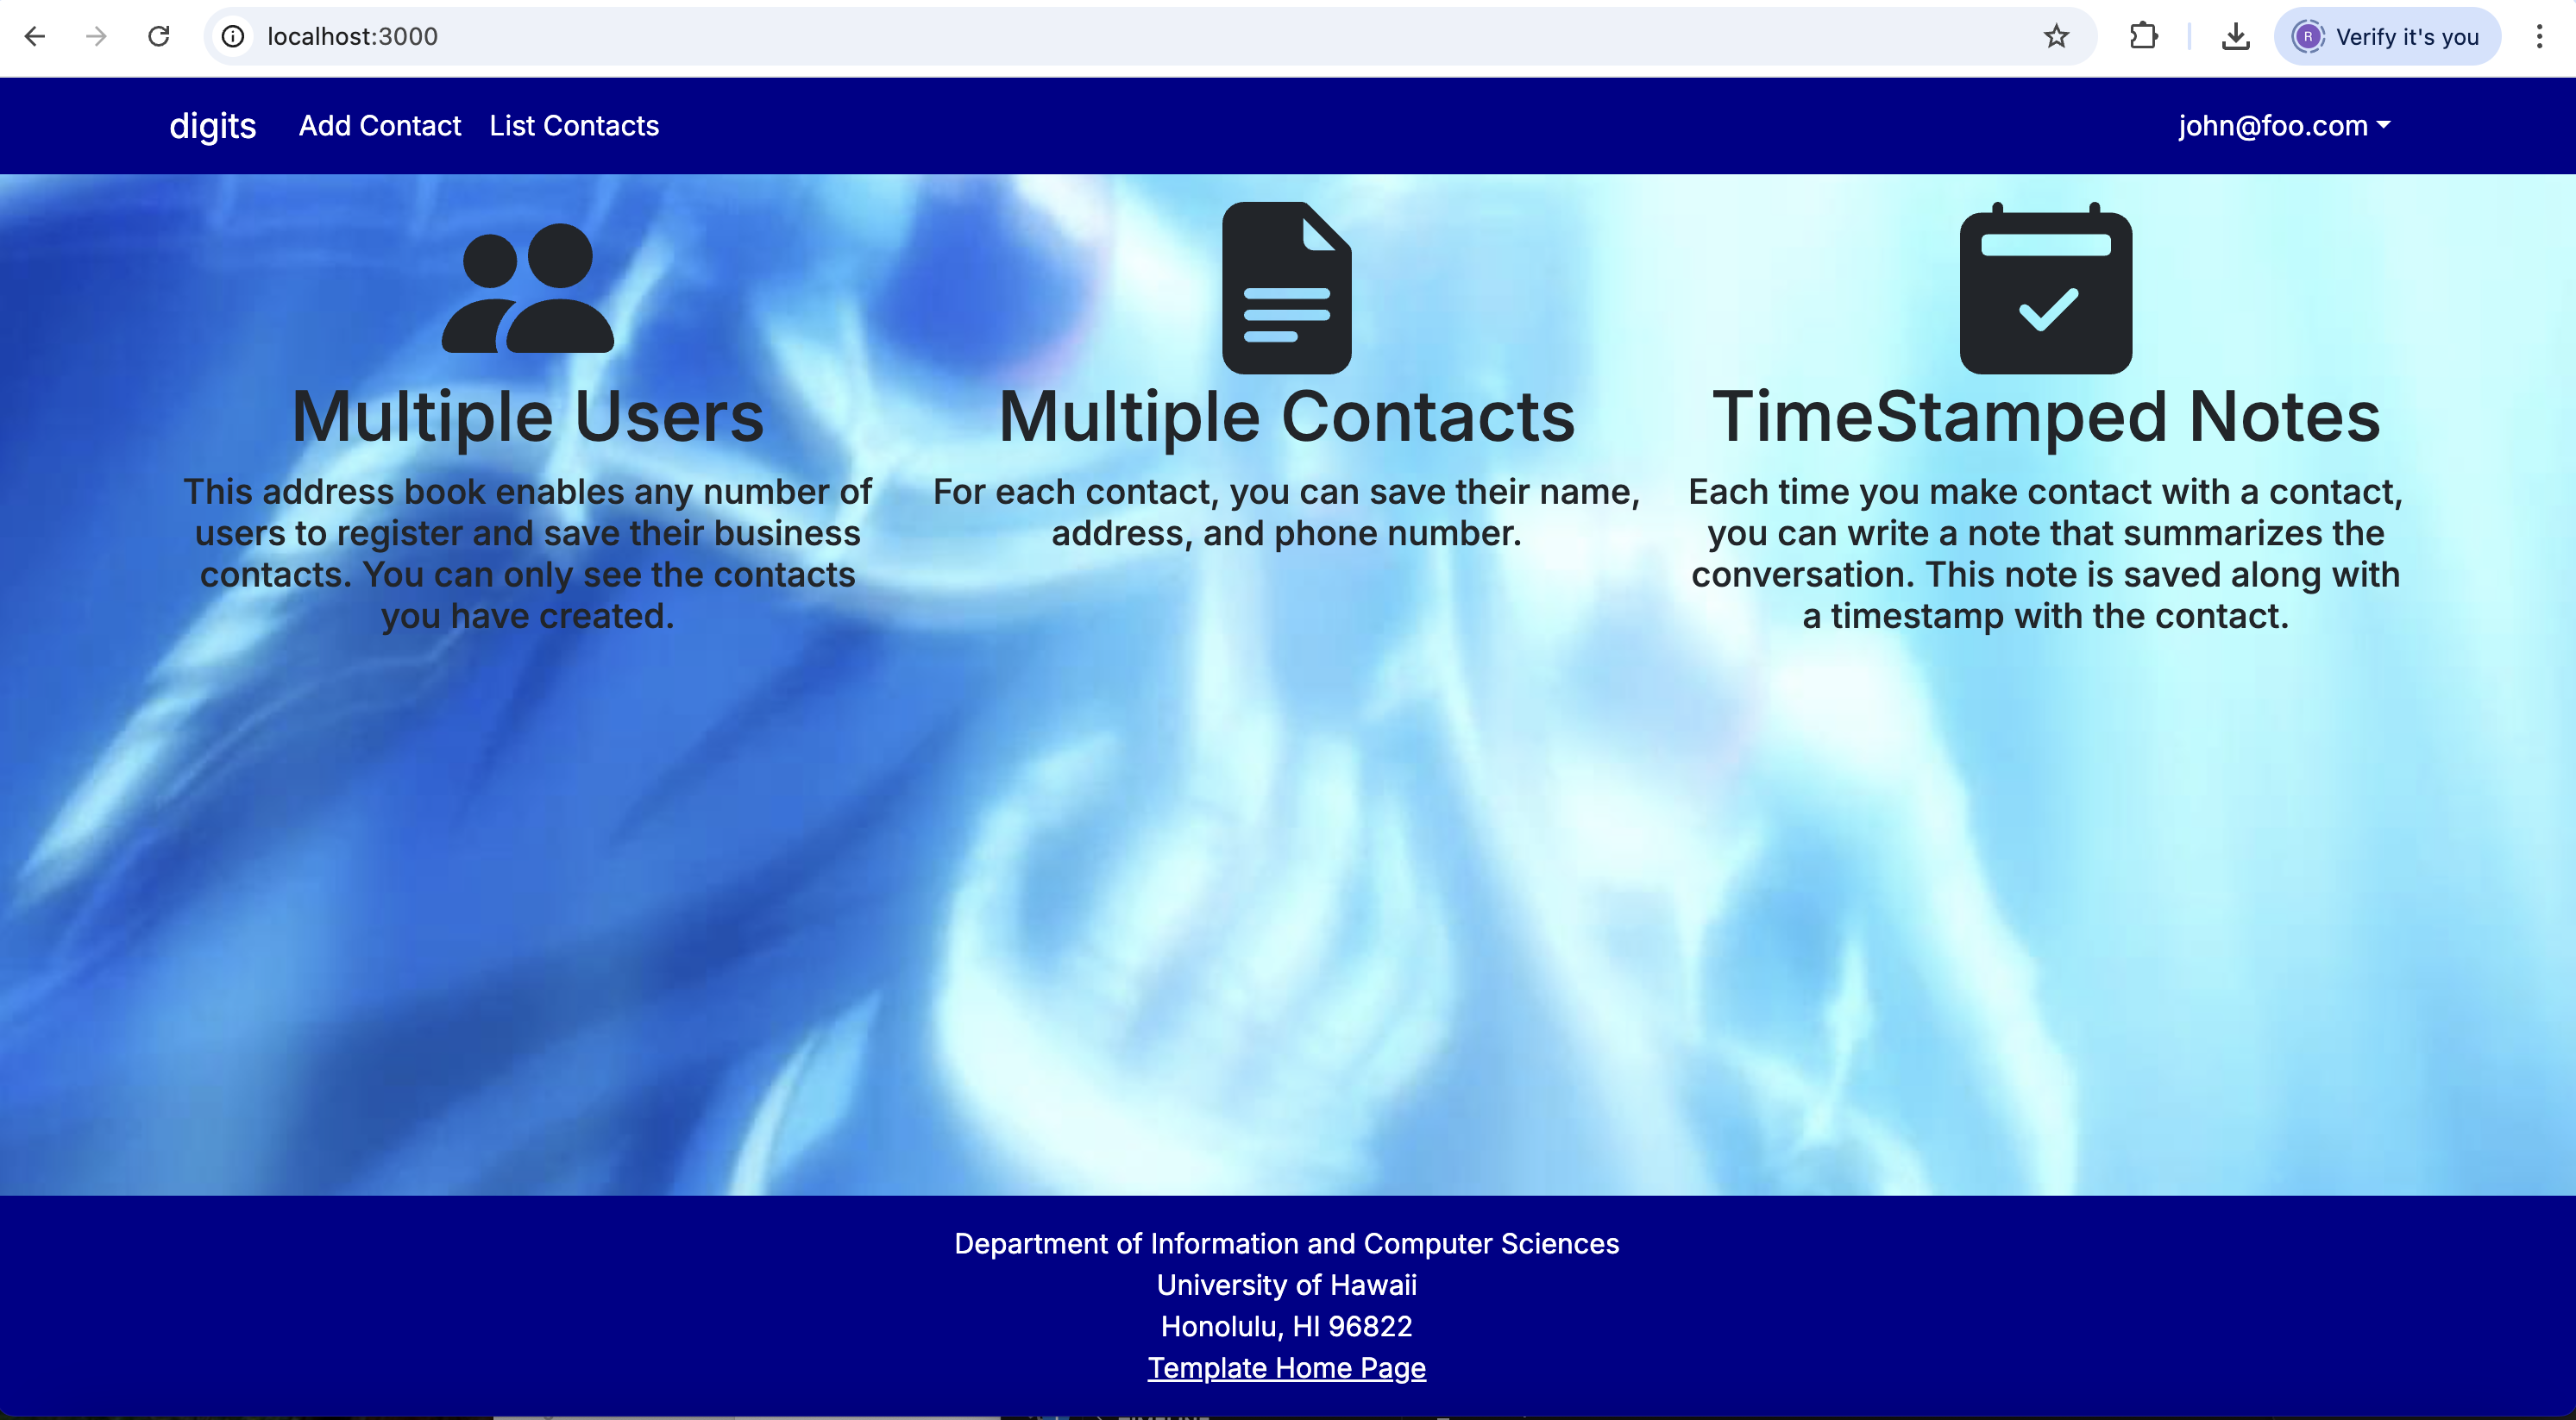 localhost:3000
R Verify it's you
digits Add Contact List Contacts john@foo.com
Multiple Users
This address book enables any number of
users to register and save their business
contacts. You can only see the contacts
you have created.
Multiple Contacts
For each contact, you can save their name,
address, and phone number.
TimeStamped Notes
Each time you make contact with a contact,
you can write a note that summarizes the
conversation. This note is saved along with
a timestamp with the contact.
Department of Information and Computer Sciences
University of Hawaii
Honolulu, HI 96822
Template Home Page